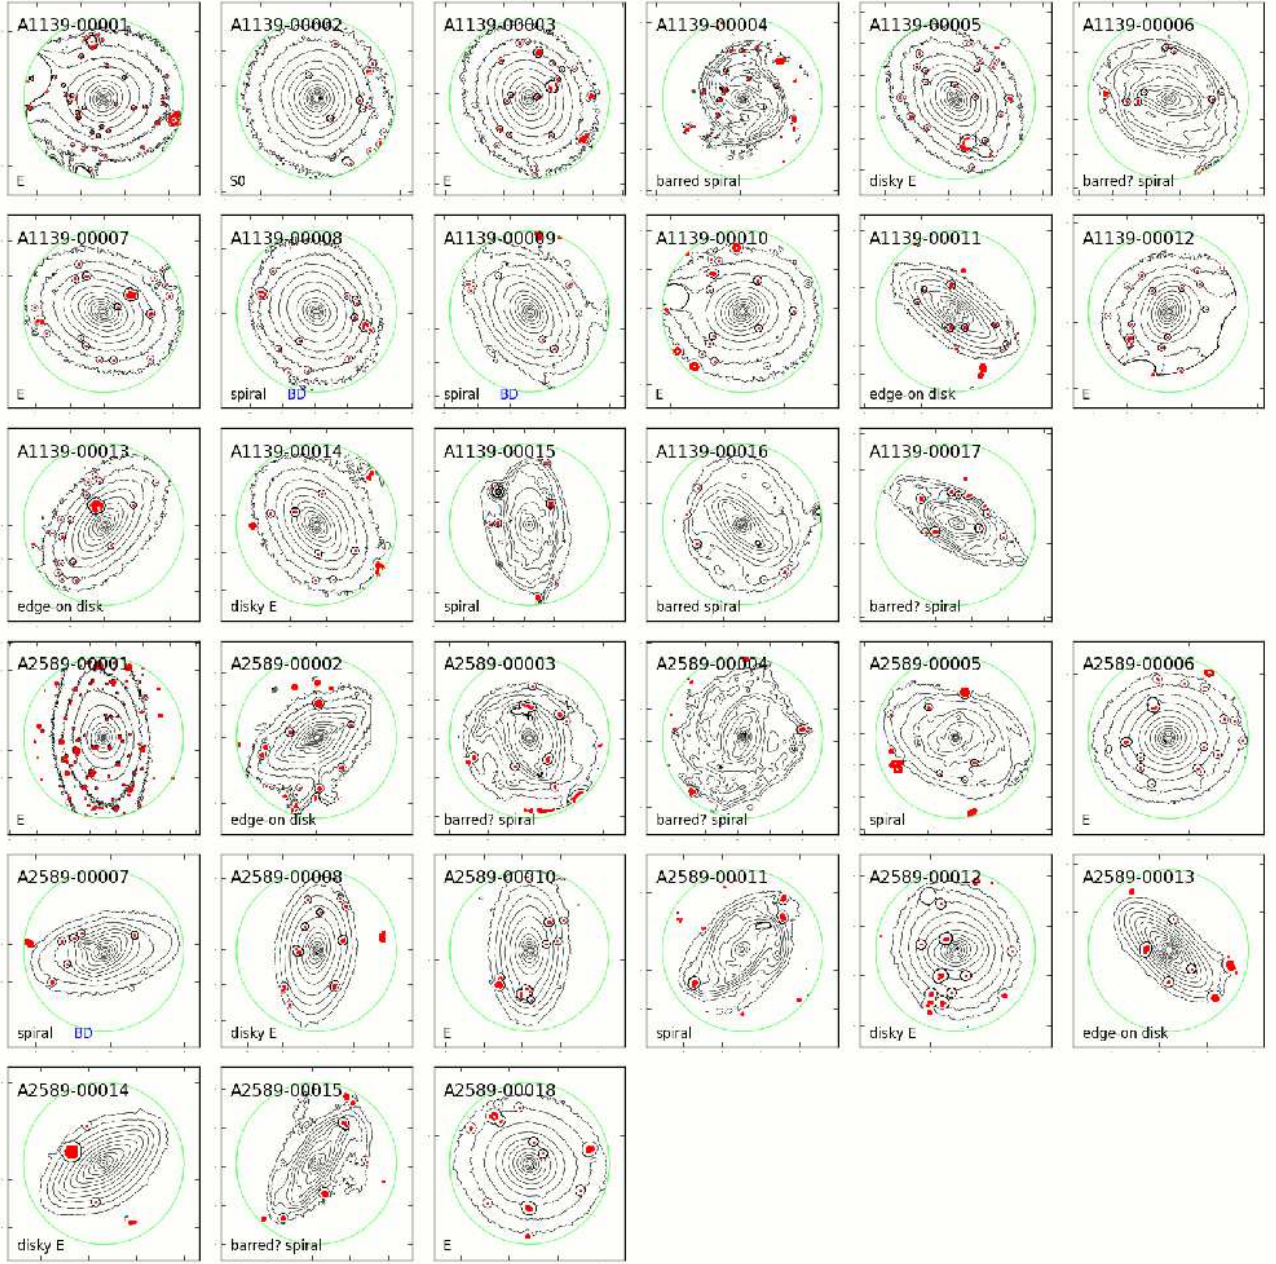 A1139-00001
E
A1139-00002
S0
A1139-00003
E
A1139-00004
barred spiral
A1139-00005
disky E
A1139-00006
barred? spiral
A1139-00007
E
A1139-00008
spiral BD
A1139-00009
spiral BD
A1139-00010
E
A1139-00011
edge on disk
A1139-00012
E
A1139-00013
edge on disk
A1139-00014
disky E
A1139-00015
spiral
A1139-00016
barred spiral
A1139-00017
barred? spiral
A2589-00001
E
A2589-00002
edge on disk
A2589-00003
barred? spiral
A2589-00004
barred? spiral
A2589-00005
spiral
A2589-00006
E
A2589-00007
spiral BD
A2589-00008
disky E
A2589-00010
E
A2589-00011
spiral
A2589-00012
disky E
A2589-00013
edge on disk
A2589-00014
disky E
A2589-00015
barred? spiral
A2589-00018
E